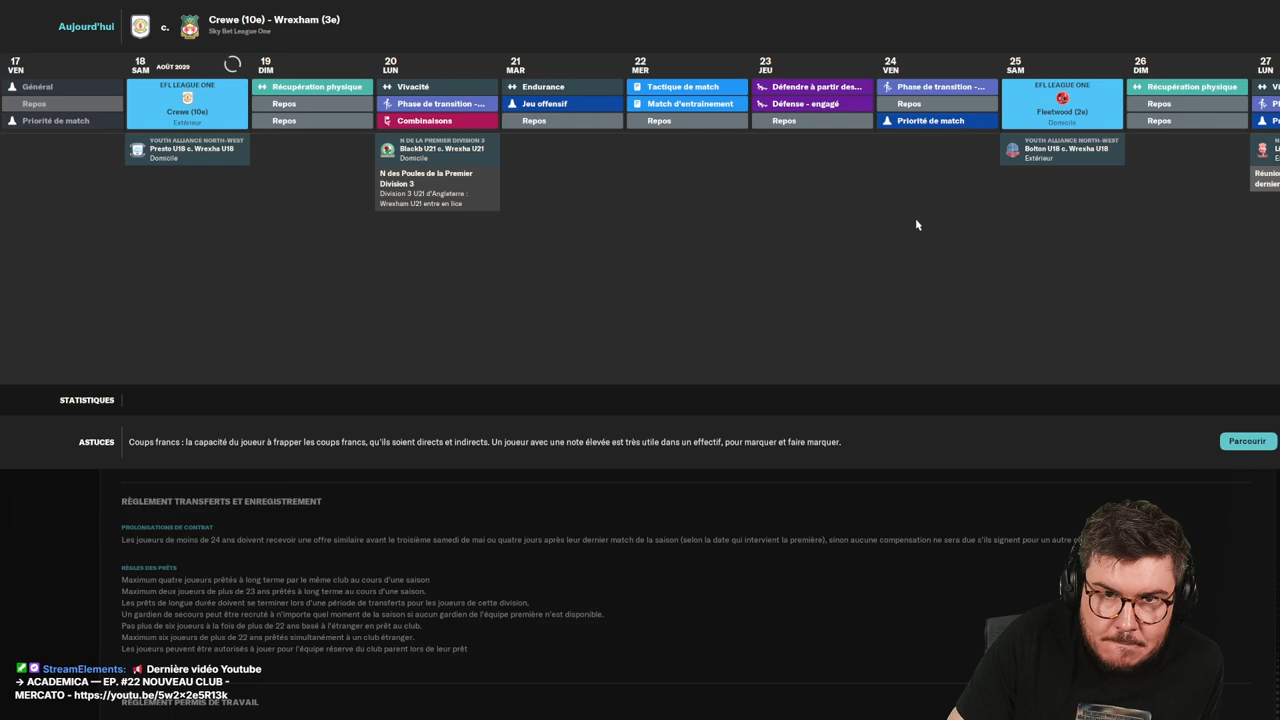 Aujourd'hui
c.
Crewe (10e) - Wrexham (3e)
Sky Bet League One
17
VEN
18
SAM
AOÛT 2029
19
DIM
20
LUN
21
MAR
22
MER
23
JEU
24
VEN
25
SAM
26
DIM
27
LUN
Général
Repos
Priorité de match
EFL LEAGUE ONE
Crewe (10e)
Extérieur
Récupération physique
Repos
Repos
Vivacité
Phase de transition -...
Combinaisons
Endurance
Jeu offensif
Repos
Tactique de match
Match d'entrainement
Repos
Défendre à partir des...
Défense - engagé
Repos
Phase de transition -...
Repos
Priorité de match
EFL LEAGUE ONE
Fleetwood (2e)
Domicile
Récupération physique
Repos
Repos
YOUTH ALLIANCE NORTH-WEST
Presto U18 c. Wrexha U18
Domicile
N DE LA PREMIER DIVISION 3
Blackb U21 c. Wrexha U21
Domicile
N des Poules de la Premier
Division 3
Division 3 U21 d'Angleterre :
Wrexham U21 entre en lice
YOUTH ALLIANCE NORTH-WEST
Bolton U18 c. Wrexha U18
Extérieur
Réunion
dernier
STATISTIQUES
ASTUCES
Coups francs : la capacité du joueur à frapper les coups francs, qu'ils soient directs et indirects. Un joueur avec une note élevée est très utile dans un effectif, pour marquer et faire marquer.
Parcourir
RÈGLEMENT TRANSFERTS ET ENREGISTREMENT
PROLONGATIONS DE CONTRAT
Les joueurs de moins de 24 ans doivent recevoir une offre similaire avant le troisième samedi de mai ou quatre jours après leur dernier match de la saison (selon la date qui intervient la première), sinon aucune compensation ne sera due s'ils signent pour un autre
RÈGLES DES PRÊTS
Maximum quatre joueurs prêtés à long terme par le même club au cours d'une saison
Maximum deux joueurs de plus de 23 ans prêtés à long terme au cours d'une saison.
Les prêts de longue durée doivent se terminer lors d'une période de transferts pour les joueurs de cette division.
Un gardien de secours peut être recruté à n'importe quel moment de la saison si aucun gardien de l'équipe première n'est disponible.
Pas plus de six joueurs à la fois de plus de 22 ans basé à l'étranger en prêt au club.
Maximum six joueurs de plus de 22 ans prêtés simultanément à un club étranger.
Les joueurs peuvent être autorisés à jouer pour l'équipe réserve du club parent lors de leur prêt
StreamElements: Dernière vidéo Youtube
→ ACADEMICA — EP. #22 NOUVEAU CLUB -
MERCATO - https://youtu.be/5w2x2e5R13k
RÈGLEMENT PERMIS DE TRAVAIL